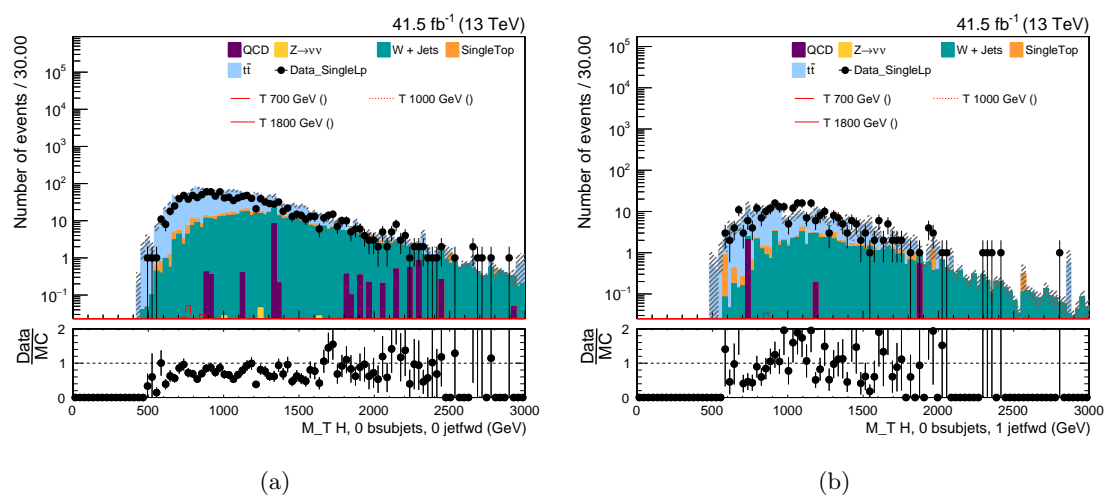 41.5 fb⁻¹ (13 TeV)
Number of events / 30.00
QCD Z→νν W + Jets SingleTop
tt̄ Data_SingleLp
T 700 GeV () T 1000 GeV ()
T 1800 GeV ()
10⁵
10⁴
10³
10²
10
1
10⁻¹
Data
MC
2
1
0
0 500 1000 1500 2000 2500 3000
M_T H, 0 bsubjets, 0 jetfwd (GeV)
(a)
41.5 fb⁻¹ (13 TeV)
Number of events / 30.00
QCD Z→νν W + Jets SingleTop
tt̄ Data_SingleLp
T 700 GeV () T 1000 GeV ()
T 1800 GeV ()
10⁵
10⁴
10³
10²
10
1
10⁻¹
Data
MC
2
1
0
0 500 1000 1500 2000 2500 3000
M_T H, 0 bsubjets, 1 jetfwd (GeV)
(b)